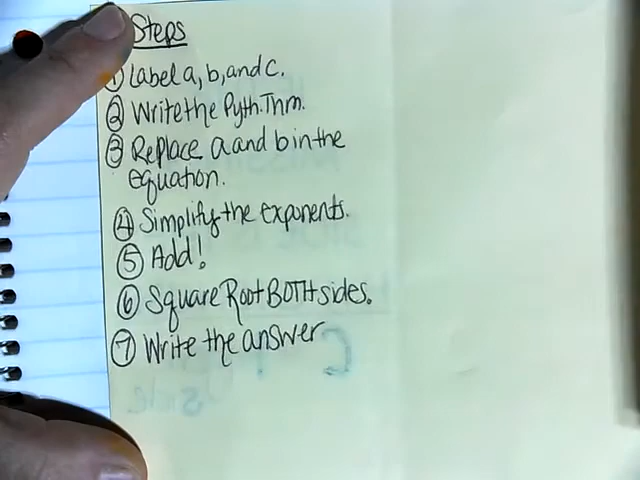 Steps
① Label a, b, and c.
② Write the Pyth. Thm.
③ Replace a and b in the
equation.
④ Simplify the exponents.
⑤ Add!
⑥ Square Root BOTH sides.
⑦ Write the answer